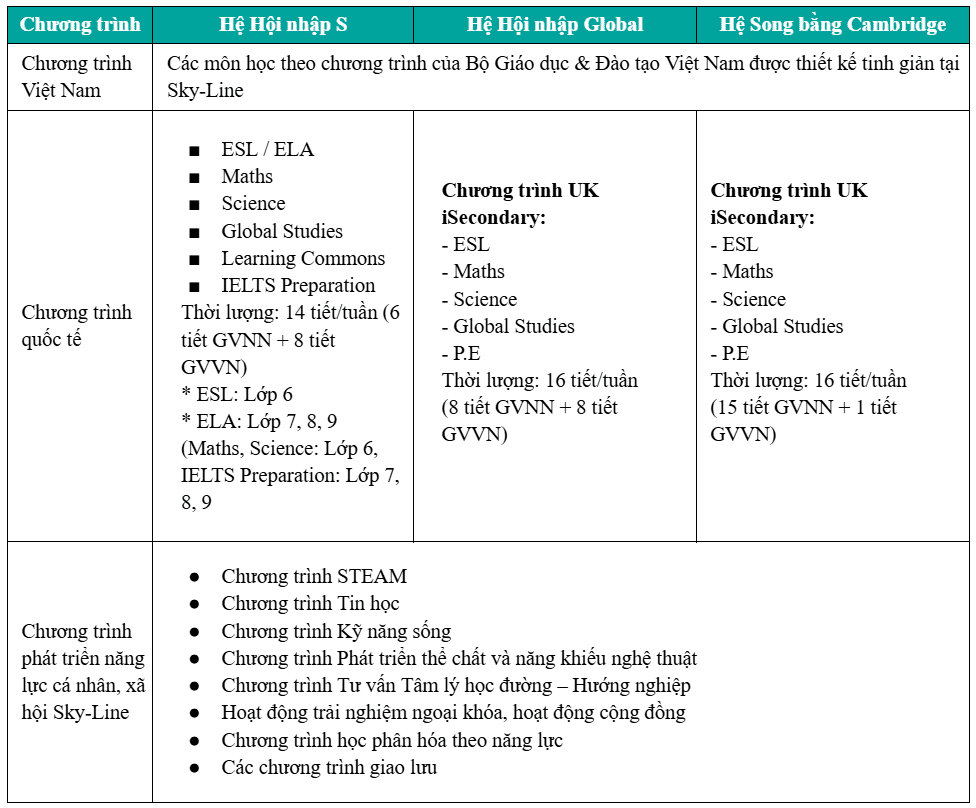 Chương trình
Hệ Hội nhập S
Hệ Hội nhập Global
Hệ Song bằng Cambridge
Chương trình
Việt Nam
Các môn học theo chương trình của Bộ Giáo dục & Đào tạo Việt Nam được thiết kế tinh giản tại
Sky-Line
Chương trình
quốc tế
■ ESL / ELA
■ Maths
■ Science
■ Global Studies
■ Learning Commons
■ IELTS Preparation
Thời lượng: 14 tiết/tuần (6
tiết GVNN + 8 tiết
GVVN)
* ESL: Lớp 6
* ELA: Lớp 7, 8, 9
(Maths, Science: Lớp 6,
IELTS Preparation: Lớp 7,
8, 9
Chương trình UK
iSecondary:
- ESL
- Maths
- Science
- Global Studies
- P.E
Thời lượng: 16 tiết/tuần
(8 tiết GVNN + 8 tiết
GVVN)
Chương trình UK
iSecondary:
- ESL
- Maths
- Science
- Global Studies
- P.E
Thời lượng: 16 tiết/tuần
(15 tiết GVNN + 1 tiết
GVVN)
Chương trình
phát triển năng
lực cá nhân, xã
hội Sky-Line
● Chương trình STEAM
● Chương trình Tin học
● Chương trình Kỹ năng sống
● Chương trình Phát triển thể chất và năng khiếu nghệ thuật
● Chương trình Tư vấn Tâm lý học đường – Hướng nghiệp
● Hoạt động trải nghiệm ngoại khóa, hoạt động cộng đồng
● Chương trình học phân hóa theo năng lực
● Các chương trình giao lưu